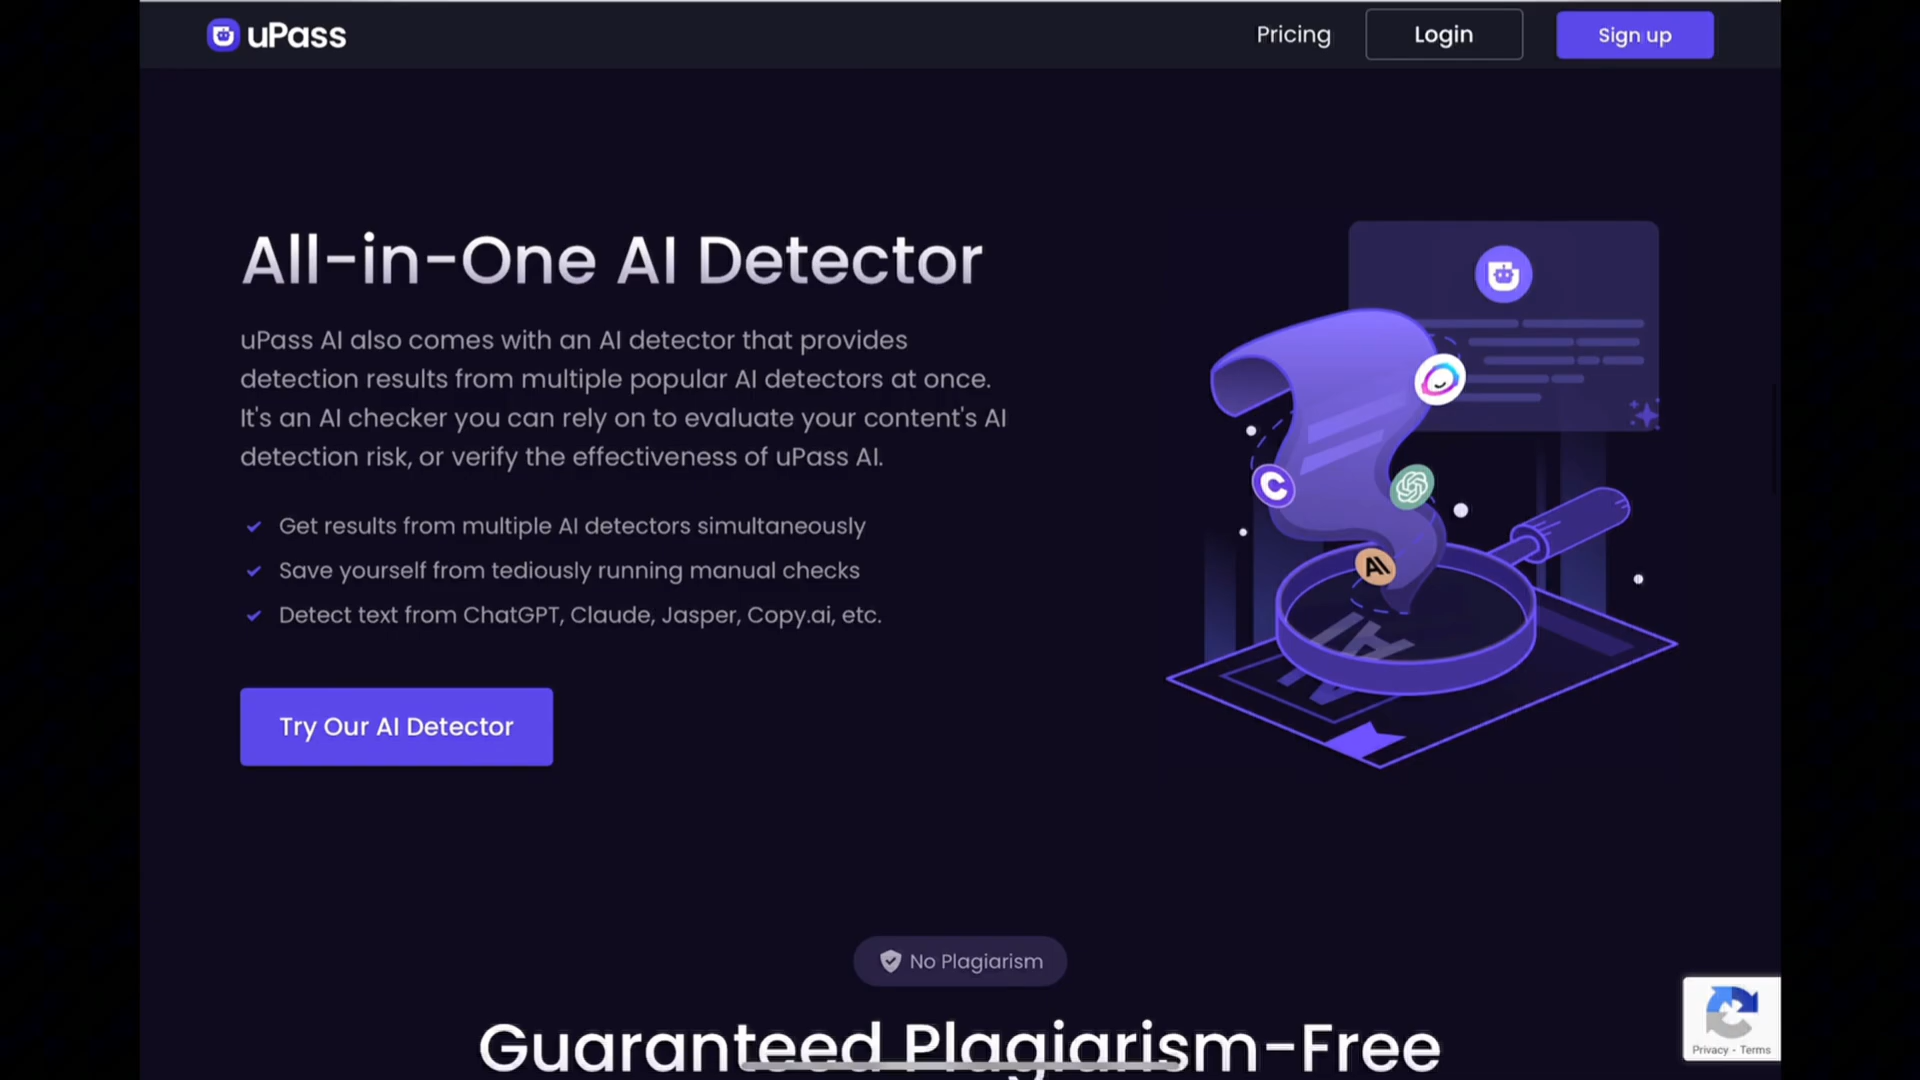 uPass
Pricing
Login
Sign up
All-in-One AI Detector
uPass AI also comes with an AI detector that provides
detection results from multiple popular AI detectors at once.
It's an AI checker you can rely on to evaluate your content's AI
detection risk, or verify the effectiveness of uPass AI.
Get results from multiple AI detectors simultaneously
Save yourself from tediously running manual checks
Detect text from ChatGPT, Claude, Jasper, Copy.ai, etc.
Try Our AI Detector
C
AI
AI
No Plagiarism
Guaranteed Plagiarism-Free
Privacy - Terms